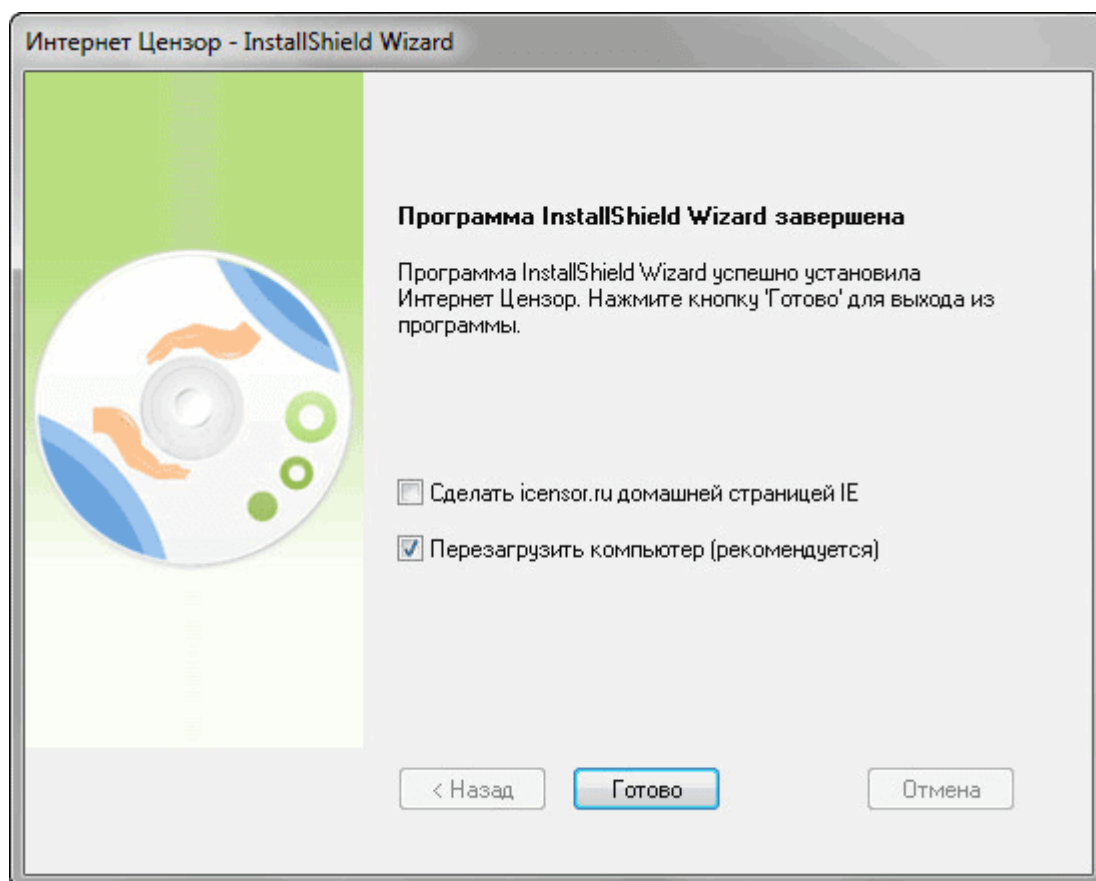 Интернет Цензор - InstallShield Wizard
Программа InstallShield Wizard завершена
Программа InstallShield Wizard успешно установила
Интернет Цензор. Нажмите кнопку 'Готово' для выхода из
программы.
Сделать icensor.ru домашней страницей IE
Перезагрузить компьютер (рекомендуется)
< Назад
Готово
Отмена